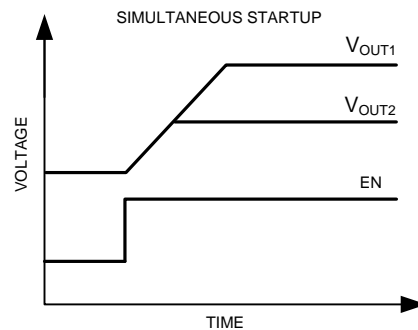 SIMULTANEOUS STARTUP
VOUT1
VOUT2
EN
VOLTAGE
TIME